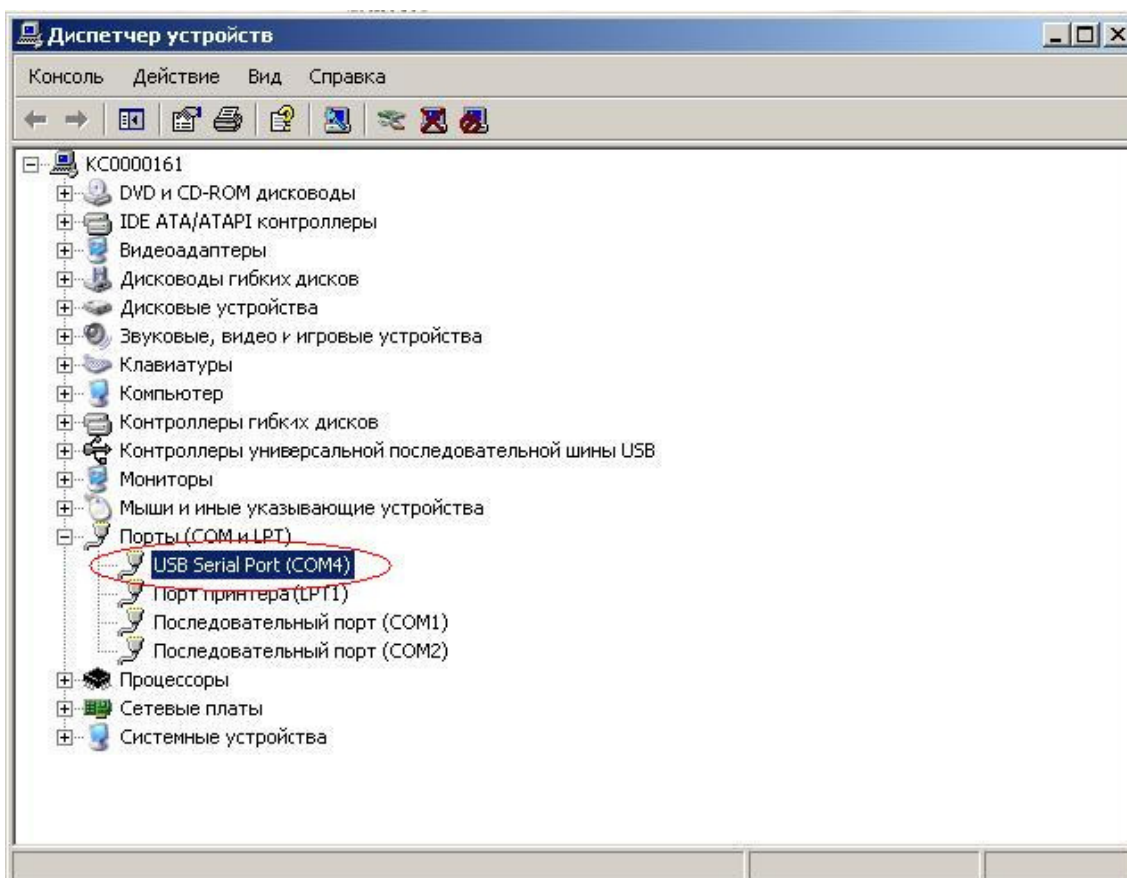 Диспетчер устройств
Консоль Действие Вид Справка
KC0000161
DVD и CD-ROM дисководы
IDE ATA/ATAPI контроллеры
Видеоадаптеры
Дисководы гибких дисков
Дисковые устройства
Звуковые, видео и игровые устройства
Клавиатуры
Компьютер
Контроллеры гибких дисков
Контроллеры универсальной последовательной шины USB
Мониторы
Мыши и иные указывающие устройства
Порты (COM и LPT)
USB Serial Port (COM4)
Порт принтера (LPT1)
Последовательный порт (COM1)
Последовательный порт (COM2)
Процессоры
Сетевые платы
Системные устройства